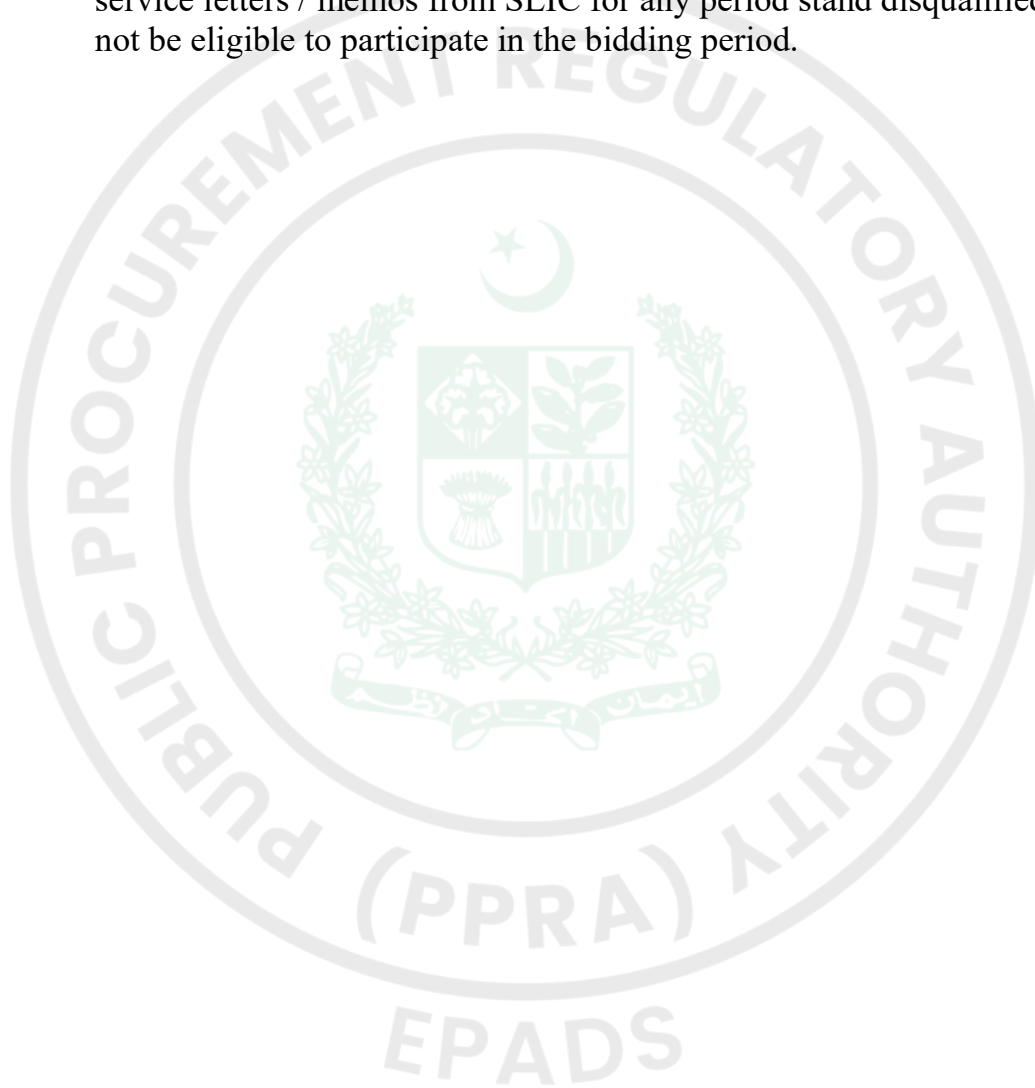 service letters / memos from SLIC for any period stand disqualified
not be eligible to participate in the bidding period.
PUBLIC PROCUREMENT REGULATORY AUTHORITY
(PPRA)
EPADS